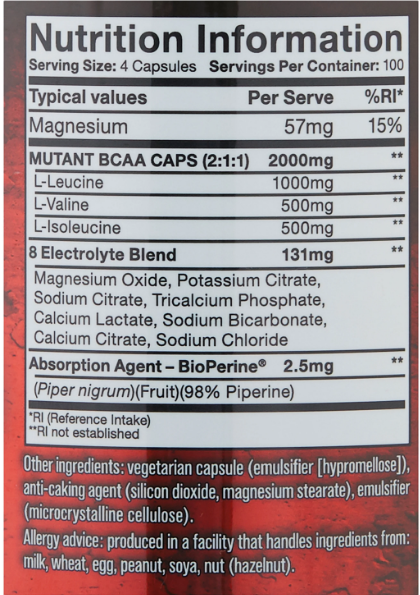 Nutrition Information
Serving Size: 4 Capsules Servings Per Container: 100
Typical values Per Serve %RI*
Magnesium 57mg 15%
MUTANT BCAA CAPS (2:1:1) 2000mg **
L-Leucine 1000mg **
L-Valine 500mg **
L-Isoleucine 500mg **
8 Electrolyte Blend 131mg **
Magnesium Oxide, Potassium Citrate,
Sodium Citrate, Tricalcium Phosphate,
Calcium Lactate, Sodium Bicarbonate,
Calcium Citrate, Sodium Chloride
Absorption Agent – BioPerine® 2.5mg **
(Piper nigrum)(Fruit)(98% Piperine)
*RI (Reference Intake)
**RI not established
Other ingredients: vegetarian capsule (emulsifier [hypromellose]),
anti-caking agent (silicon dioxide, magnesium stearate), emulsifier
(microcrystalline cellulose).
Allergy advice: produced in a facility that handles ingredients from:
milk, wheat, egg, peanut, soya, nut (hazelnut).